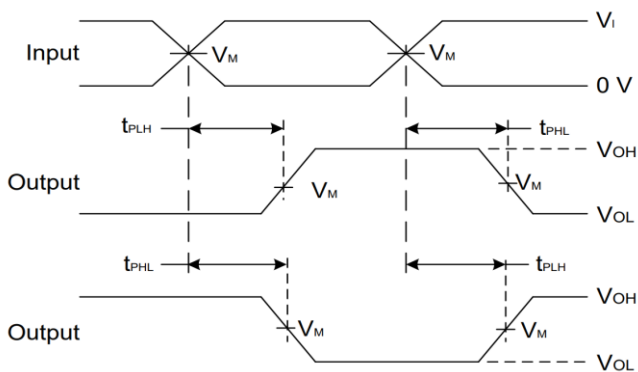 Input VM VM VI
0 V
tPLH tPHL
Output VM VM VOH
VOL
tPHL tPLH
Output VM VM VOH
VOL